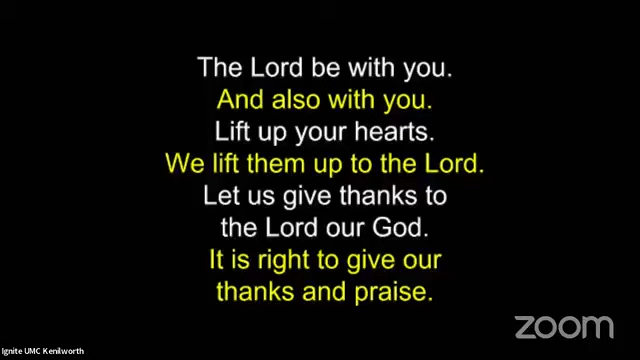 The Lord be with you.
And also with you.
Lift up your hearts.
We lift them up to the Lord.
Let us give thanks to
the Lord our God.
It is right to give our
thanks and praise.
zoom
Ignite UMC Kenilworth